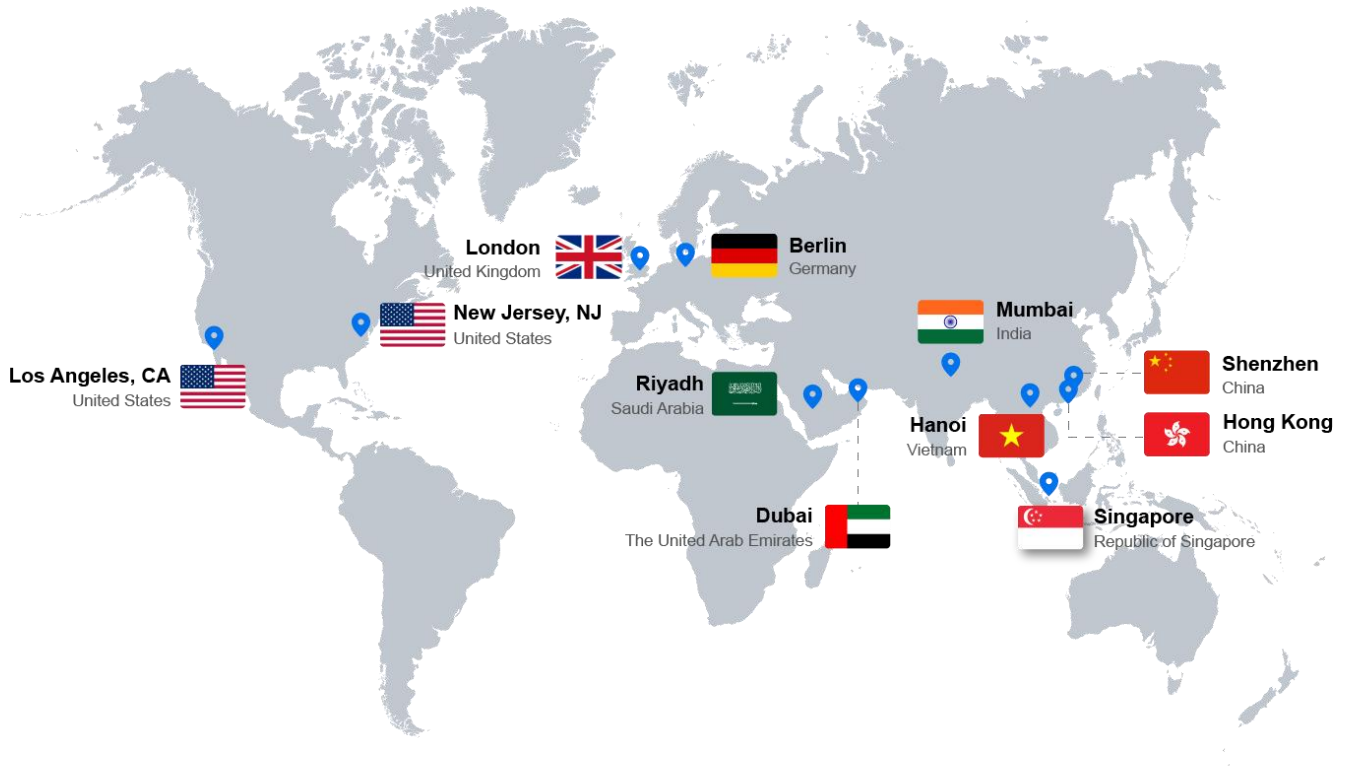 London
United Kingdom
Berlin
Germany
New Jersey, NJ
United States
Mumbai
India
Los Angeles, CA
United States
Riyadh
Saudi Arabia
Shenzhen
China
Hanoi
Vietnam
Hong Kong
China
Dubai
The United Arab Emirates
Singapore
Republic of Singapore